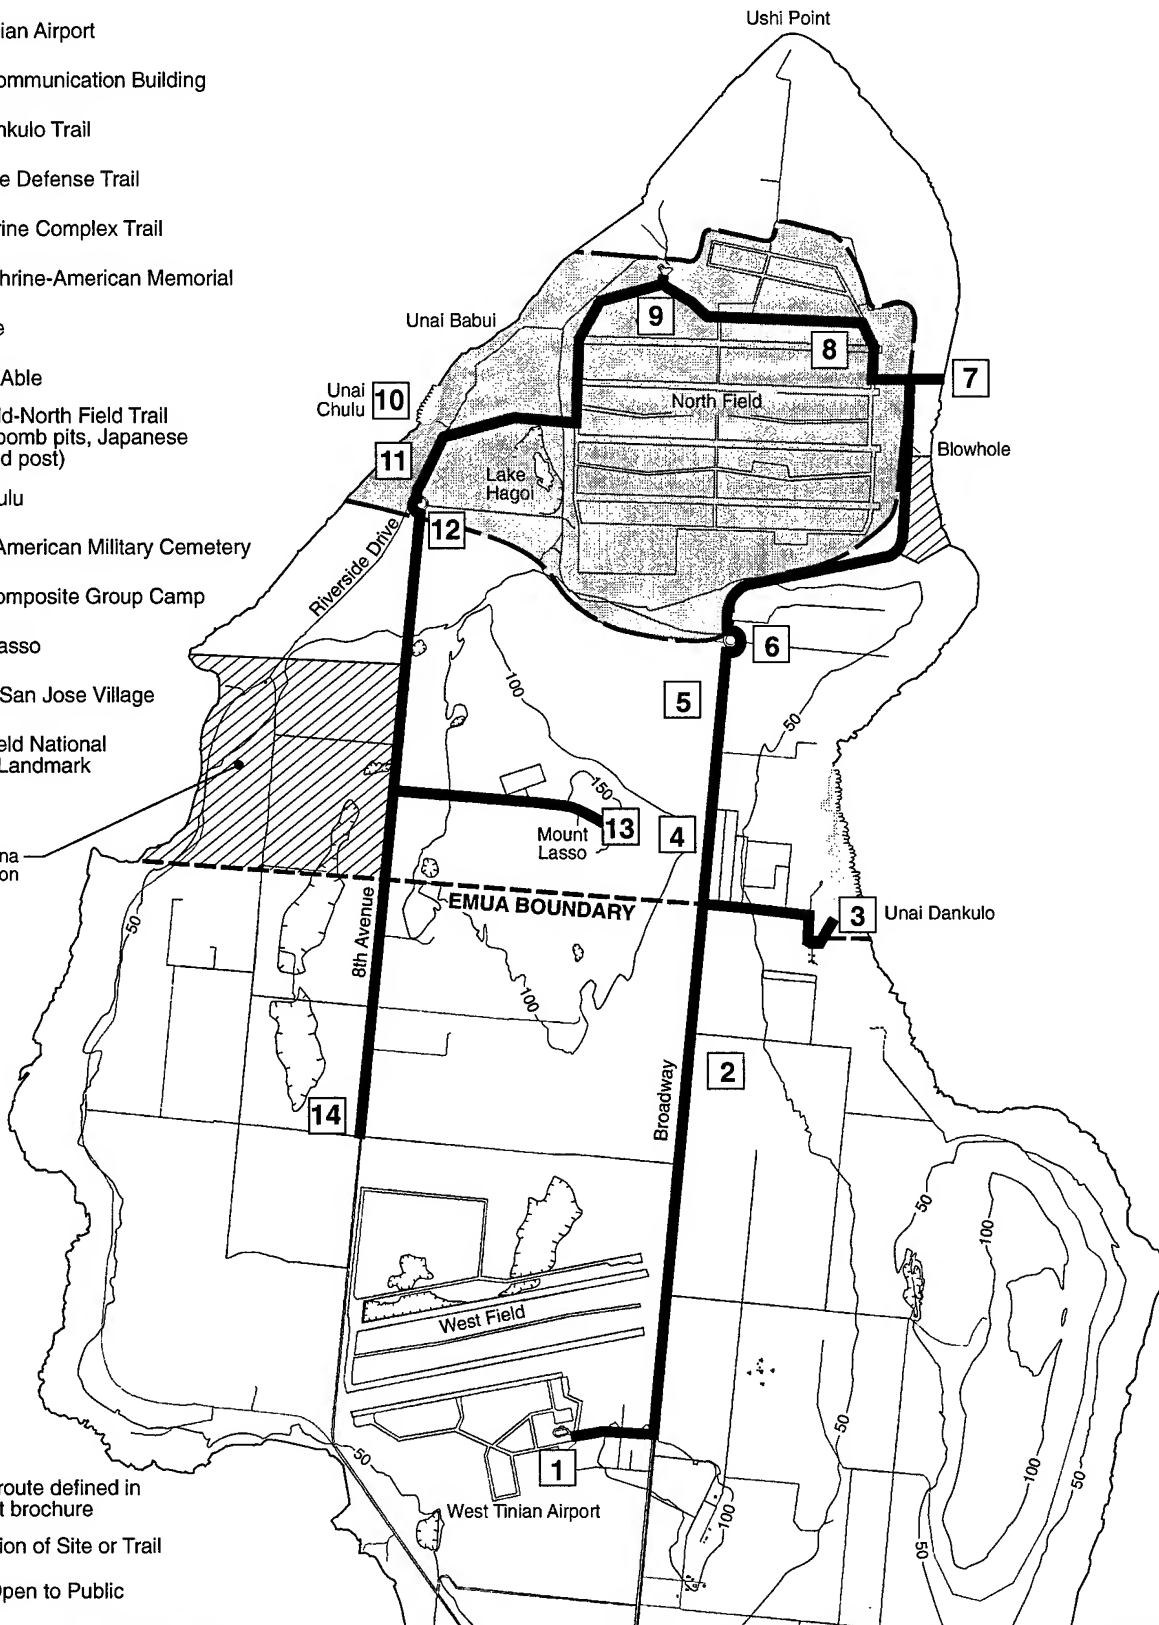 ian Airport
ommunication Building
nkulo Trail
e Defense Trail
rine Complex Trail
hrine-American Memorial
e
Able
ld-North Field Trail
bomb pits, Japanese
d post)
ulu
American Military Cemetery
omposite Group Camp
asso
San Jose Village
eld National
Landmark
na
on
route defined in
t brochure
ion of Site or Trail
Open to Public
Ushi Point
9
8
7
Unai Babui
North Field
Unai
Chulu
10
Blowhole
11
Lake
Hagoi
12
Riverside Drive
6
5
100
50
150
13
Mount
Lasso
4
EMUA BOUNDARY
3
Unai Dankulo
50
8th Avenue
100
2
Broadway
14
50
100
West Field
50
50
100
50
1
West Tinian Airport
100
50